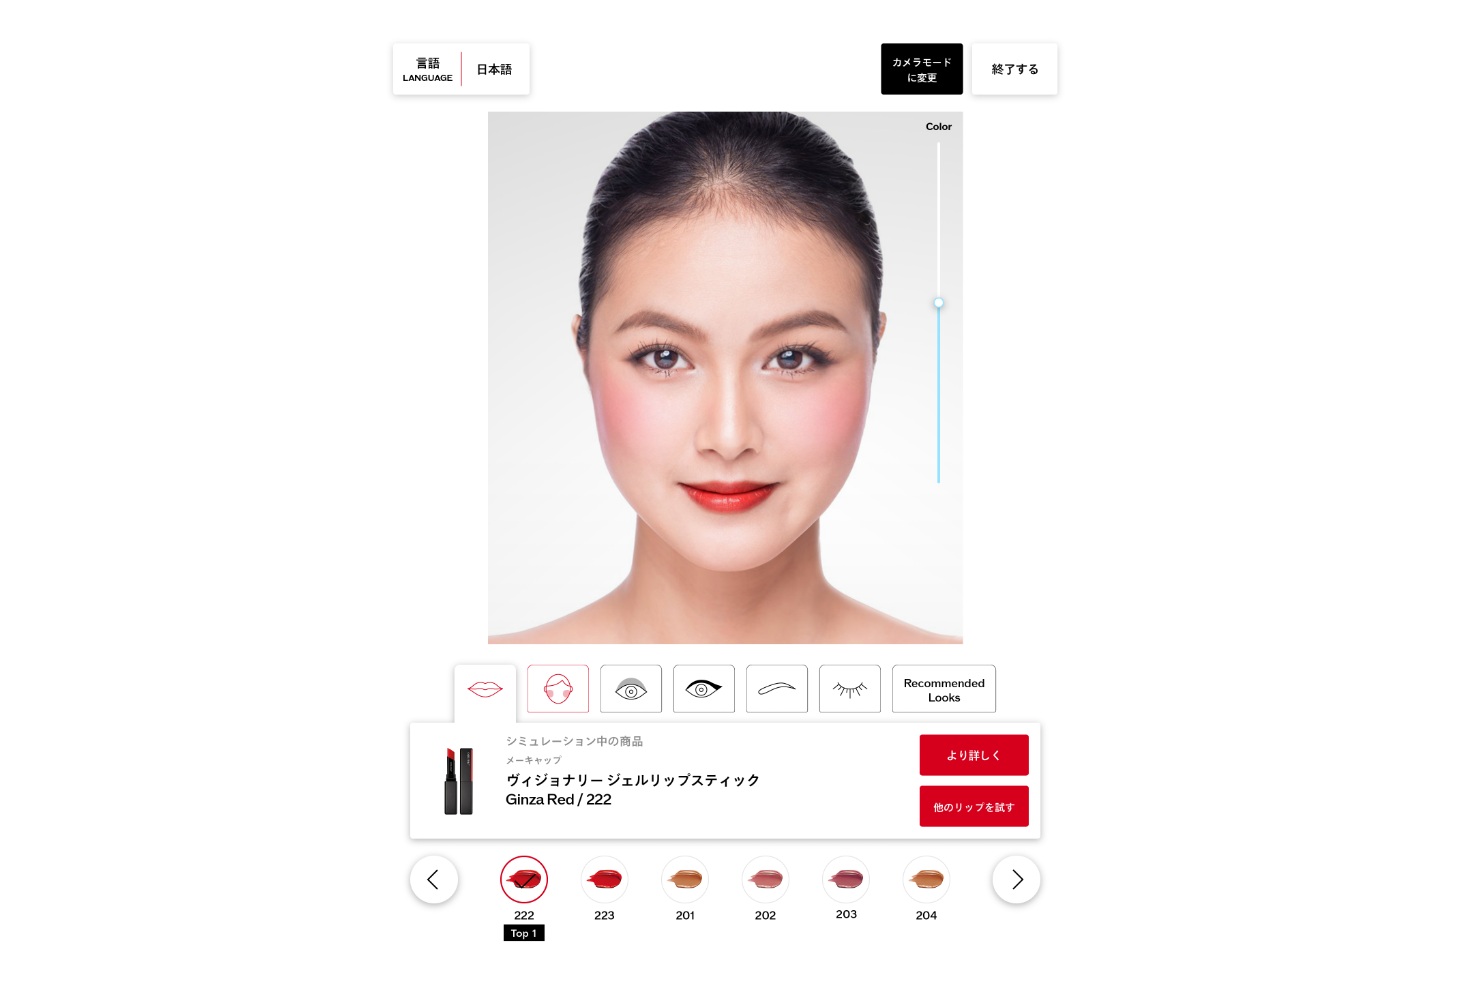 言語
LANGUAGE
日本語
カメラモード
に変更
終了する
Color
Recommended
Looks
シミュレーション中の商品
メーキャップ
ヴィジョナリー ジェルリップスティック
Ginza Red / 222
より詳しく
他のリップを試す
222
223
201
202
203
204
Top 1